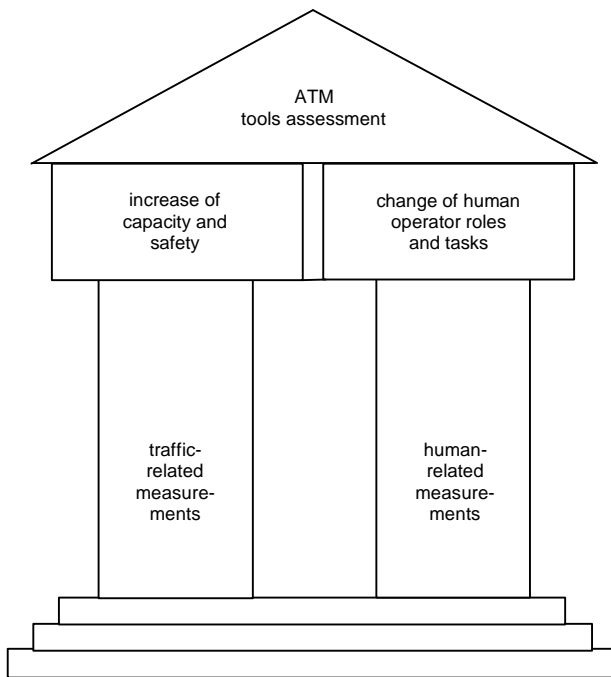 ATM
tools assessment
increase of
capacity and
safety
change of human
operator roles
and tasks
traffic-
related
measure-
ments
human-
related
measure-
ments